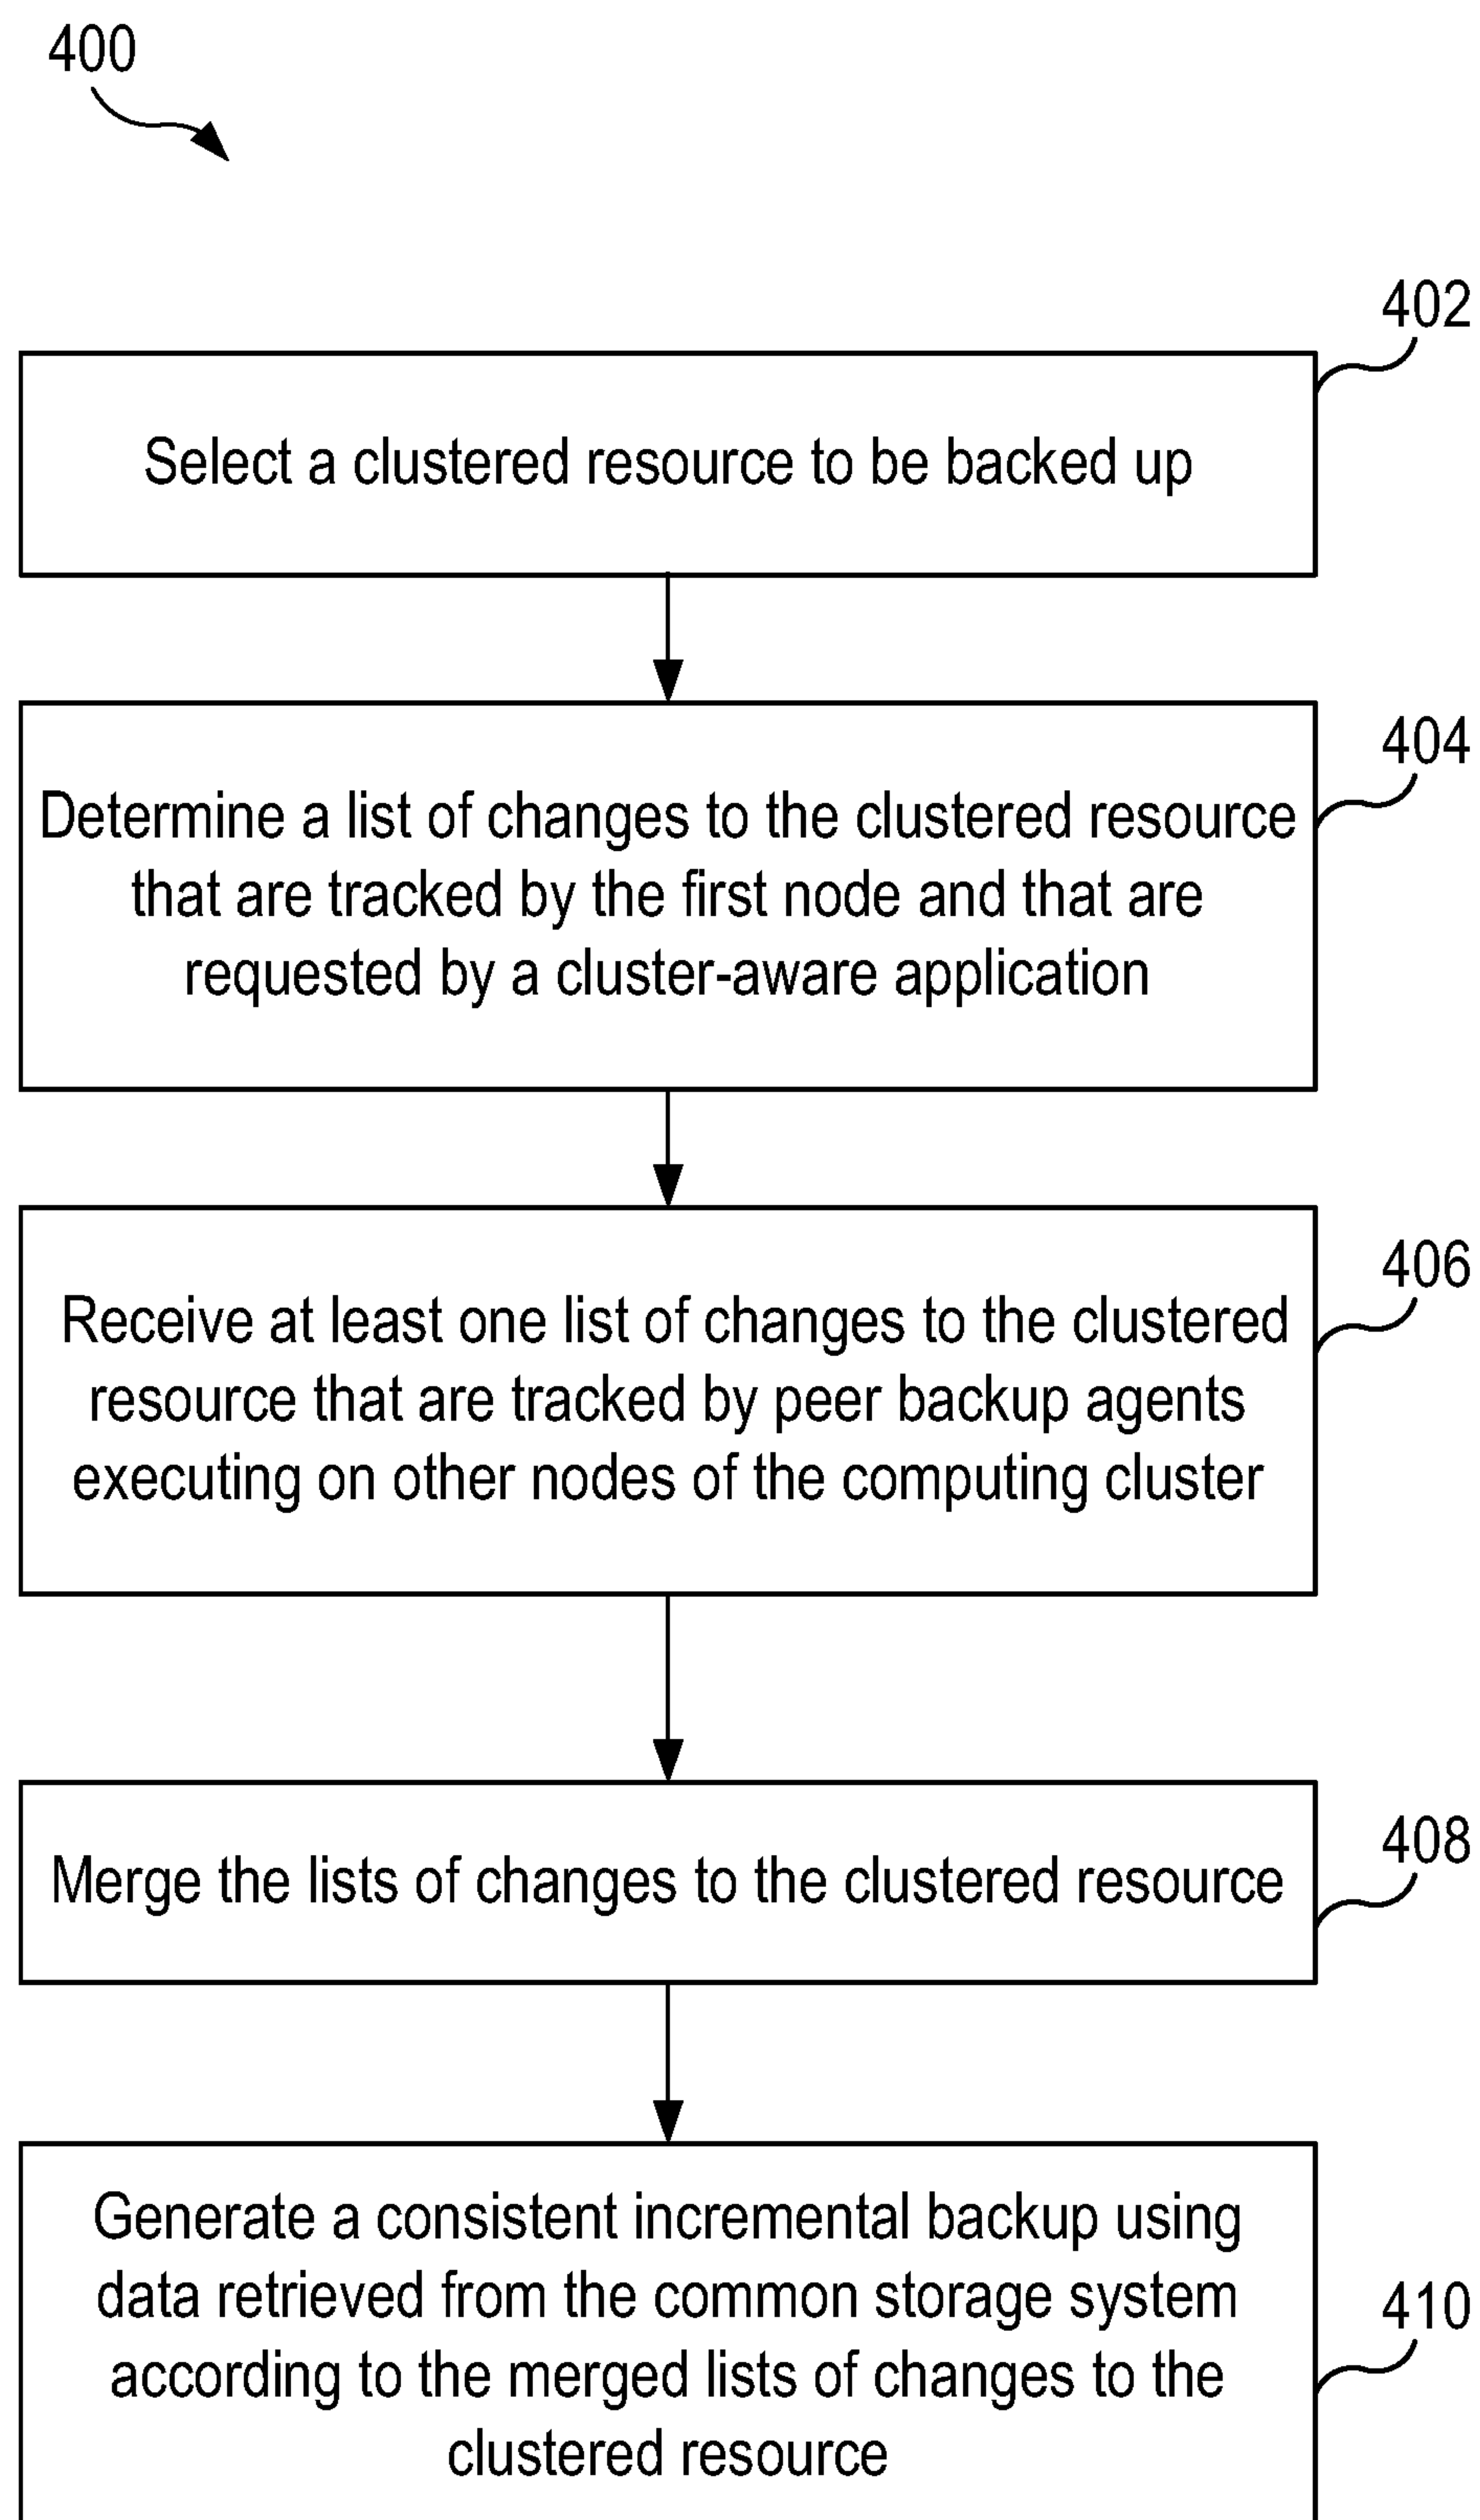 400
402
Select a clustered resource to be backed up
404
Determine a list of changes to the clustered resource
that are tracked by the first node and that are
requested by a cluster-aware application
406
Receive at least one list of changes to the clustered
resource that are tracked by peer backup agents
executing on other nodes of the computing cluster
408
Merge the lists of changes to the clustered resource
410
Generate a consistent incremental backup using
data retrieved from the common storage system
according to the merged lists of changes to the
clustered resource